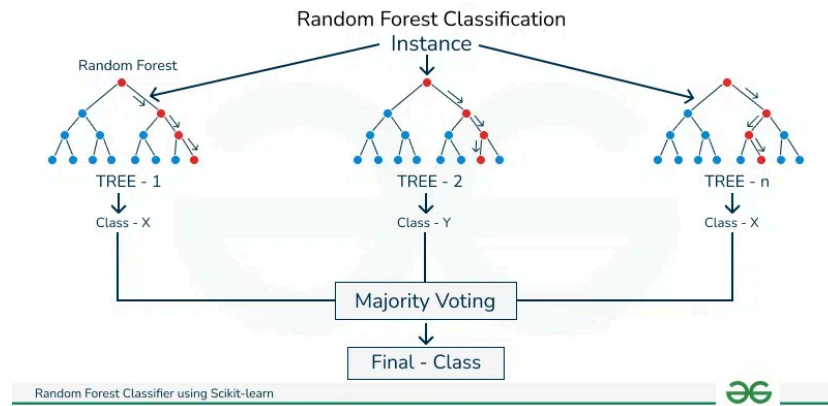 Random Forest Classification
Instance
Random Forest
TREE - 1
TREE - 2
TREE - n
Class - X
Class - Y
Class - X
Majority Voting
Final - Class
Random Forest Classifier using Scikit-learn